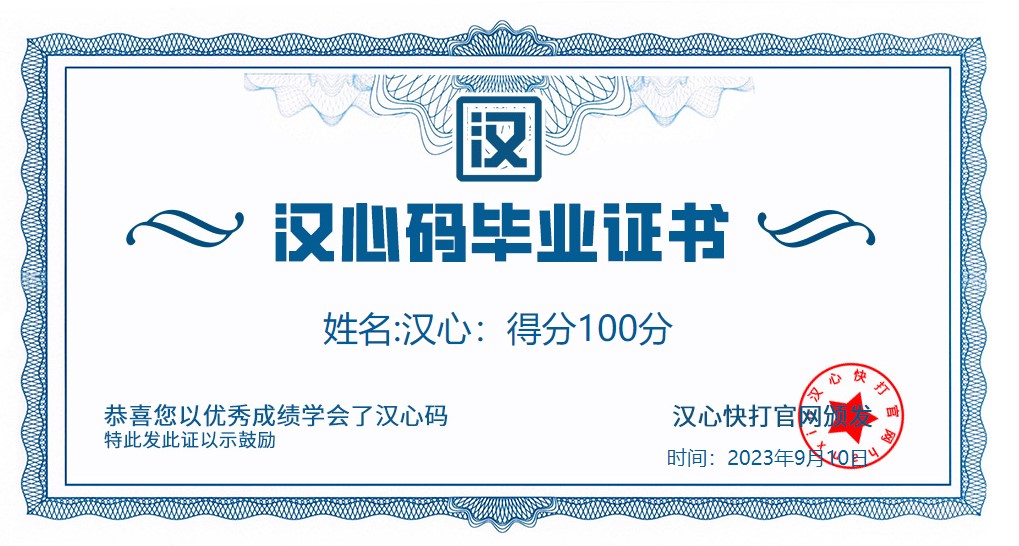 汉
汉心码毕业证书
姓名:汉心：得分100分
恭喜您以优秀成绩学会了汉心码
特此发此证以示鼓励
汉心快打官网颁发
时间：2023年9月10日
汉心快打官网